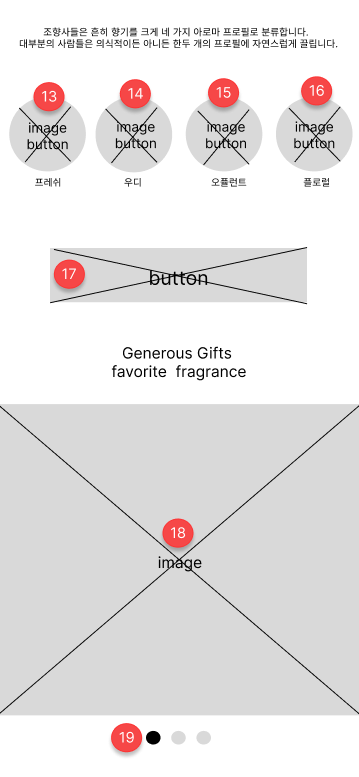 조향사들은 흔히 향기를 크게 네 가지 아로마 프로필로 분류합니다.
대부분의 사람들은 의식적이든 아니든 한두 개의 프로필에 자연스럽게 끌립니다.
13 14 15 16
image image image image
button button button button
프레쉬 우디 오퓰런트 플로럴
17
button
Generous Gifts
favorite fragrance
18
image
19